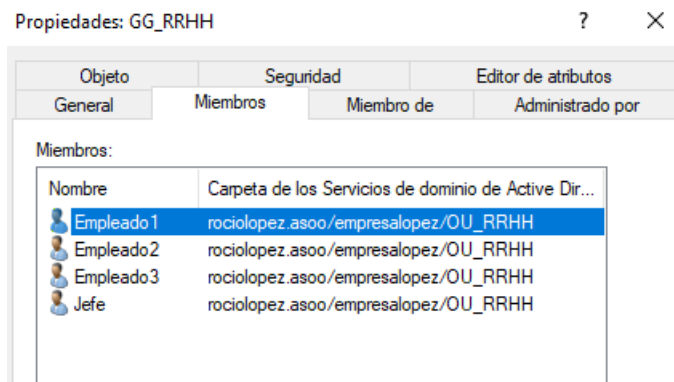 Propiedades: GG_RRHH ? ×
Objeto Seguridad Editor de atributos
General Miembros Miembro de Administrado por
Miembros:
Nombre Carpeta de los Servicios de dominio de Active Dir...
Empleado1 rociolopez.asoo/empresalopez/OU_RRHH
Empleado2 rociolopez.asoo/empresalopez/OU_RRHH
Empleado3 rociolopez.asoo/empresalopez/OU_RRHH
Jefe rociolopez.asoo/empresalopez/OU_RRHH